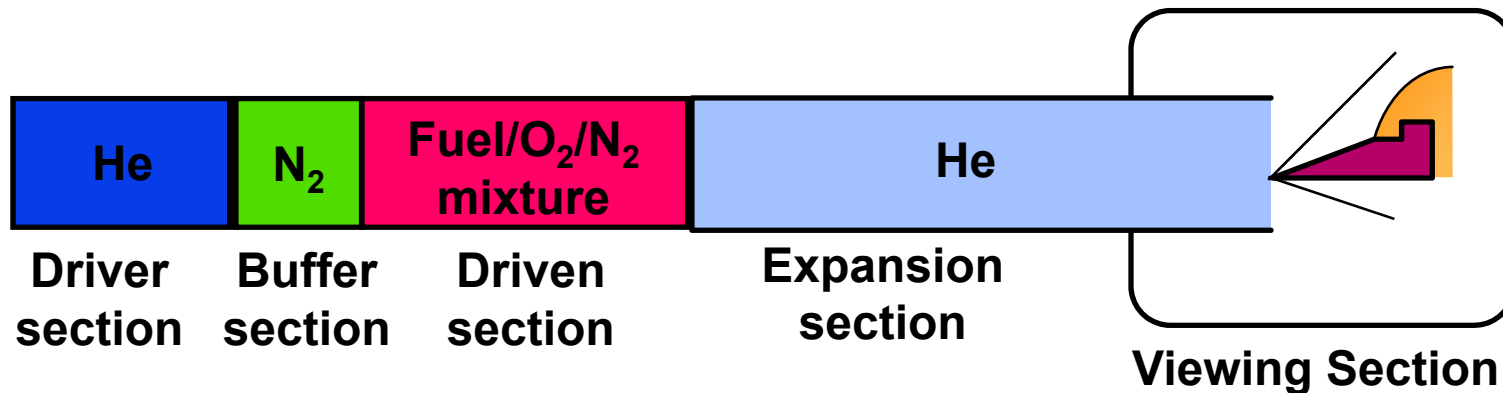 He
N₂
Fuel/O₂/N₂
mixture
He
Driver
section
Buffer
section
Driven
section
Expansion
section
Viewing Section